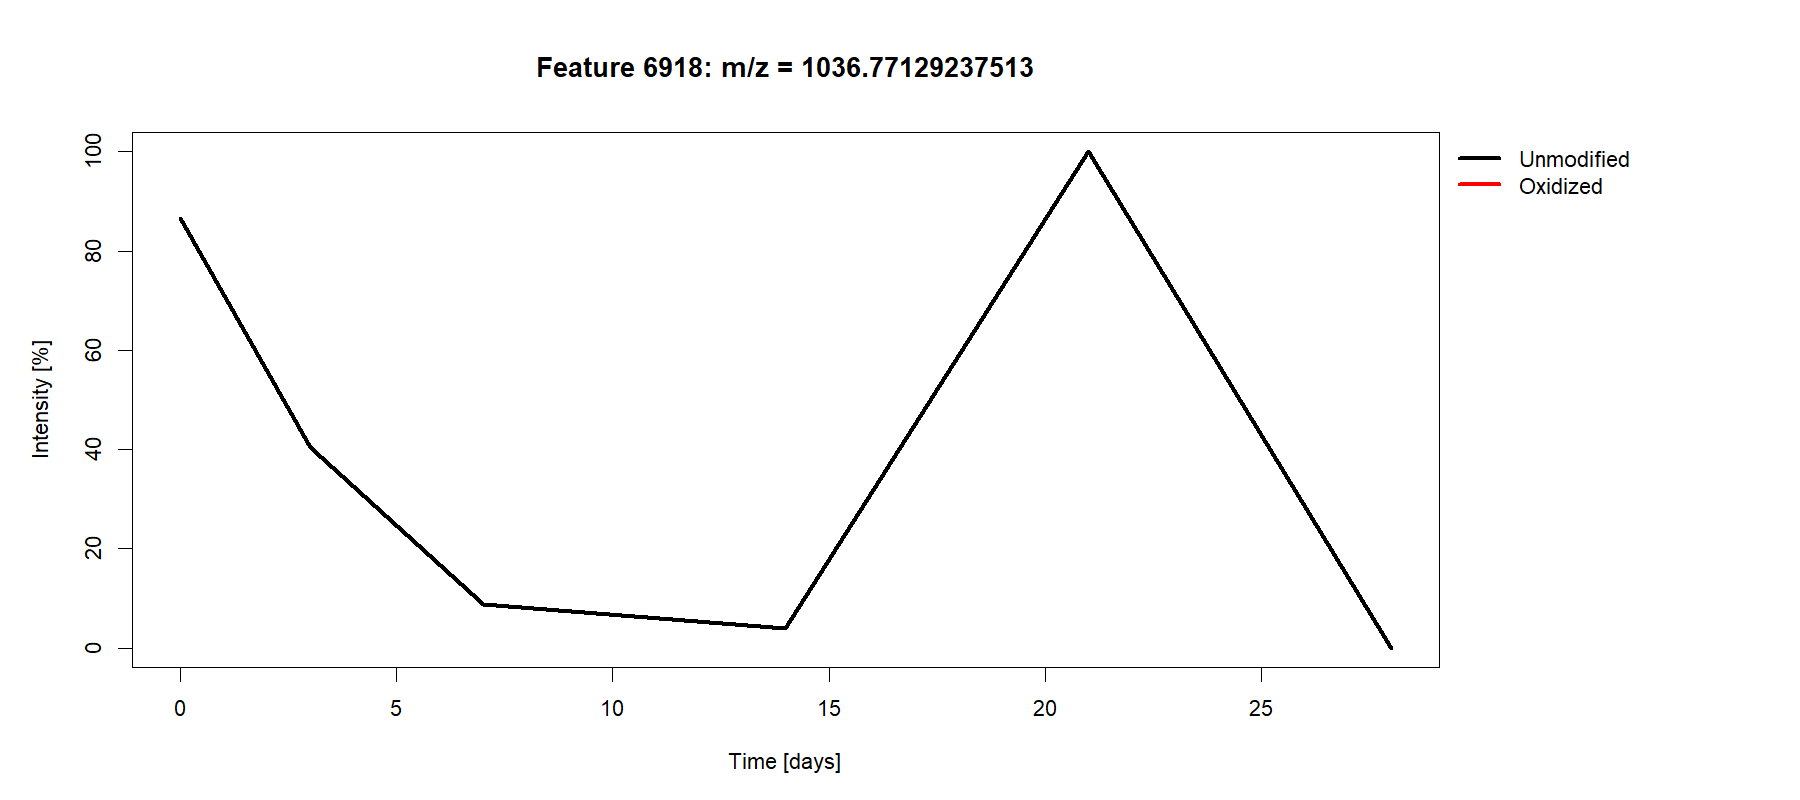 Feature 6918: m/z = 1036.77129237513
Unmodified
Oxidized
100
80
60
40
20
0
Intensity [%]
0 5 10 15 20 25
Time [days]